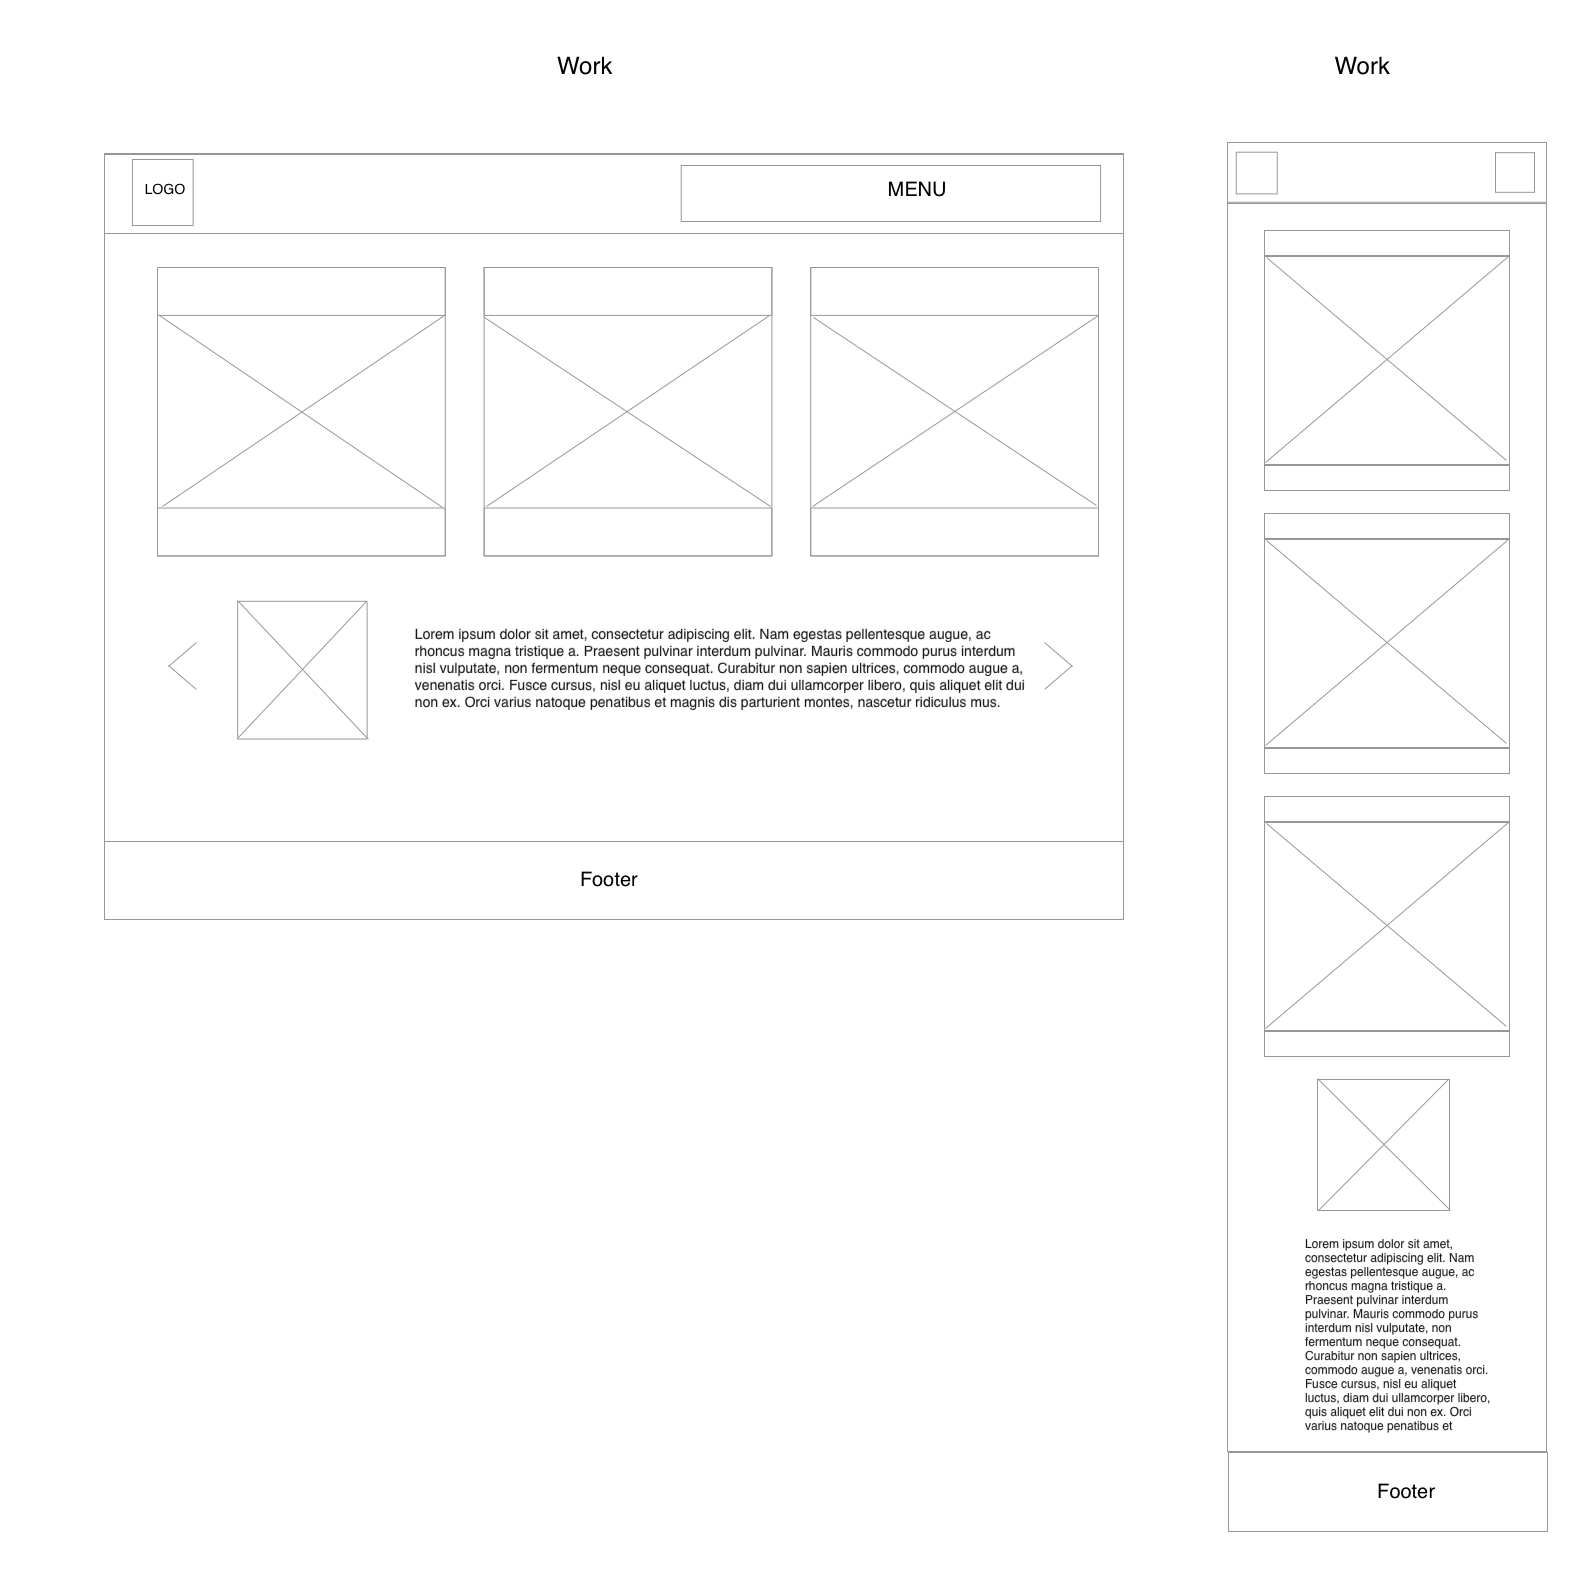 Work
Work
LOGO
MENU
Lorem ipsum dolor sit amet, consectetur adipiscing elit. Nam egestas pellentesque augue, ac
rhoncus magna tristique a. Praesent pulvinar interdum pulvinar. Mauris commodo purus interdum
nisl vulputate, non fermentum neque consequat. Curabitur non sapien ultrices, commodo augue a,
venenatis orci. Fusce cursus, nisl eu aliquet luctus, diam dui ullamcorper libero, quis aliquet elit dui
non ex. Orci varius natoque penatibus et magnis dis parturient montes, nascetur ridiculus mus.
Footer
Lorem ipsum dolor sit amet,
consectetur adipiscing elit. Nam
egestas pellentesque augue, ac
rhoncus magna tristique a.
Praesent pulvinar interdum
pulvinar. Mauris commodo purus
interdum nisl vulputate, non
fermentum neque consequat.
Curabitur non sapien ultrices,
commodo augue a, venenatis orci.
Fusce cursus, nisl eu aliquet
luctus, diam dui ullamcorper libero,
quis aliquet elit dui non ex. Orci
varius natoque penatibus et
Footer